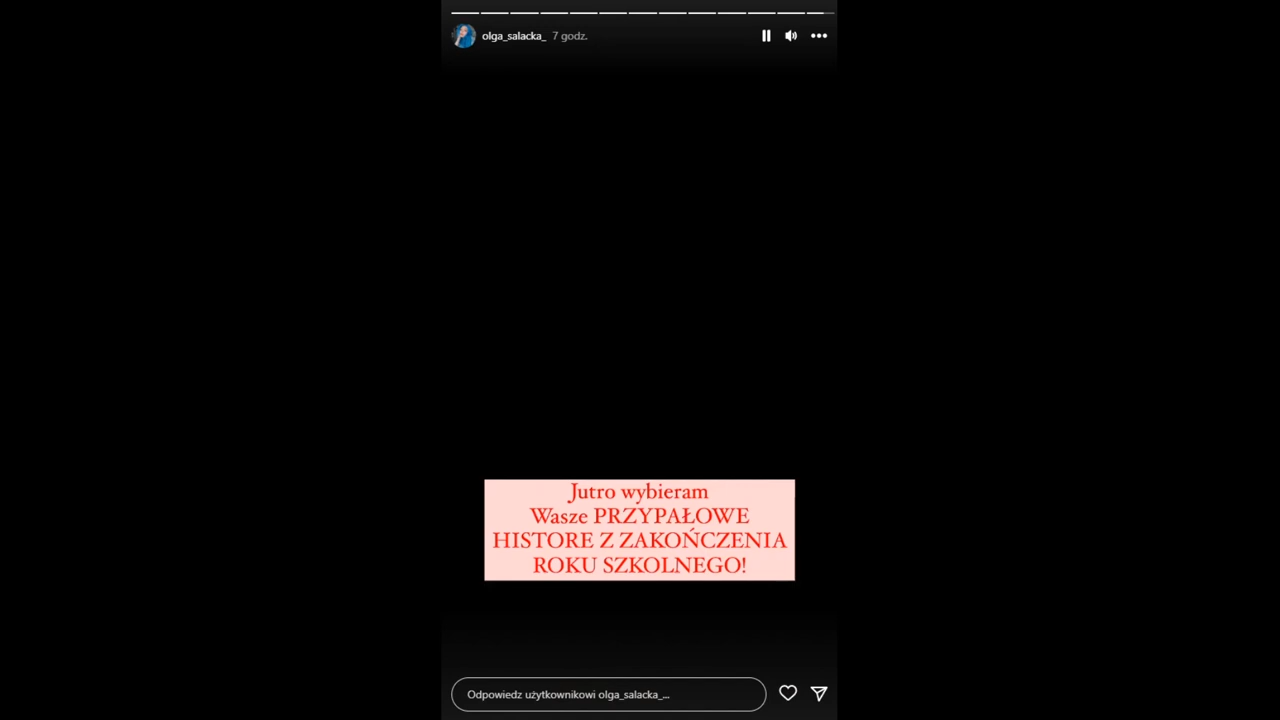 olga_salacka_ 7 godz.
Jutro wybieram
Wasze PRZYPAŁOWE
HISTORE Z ZAKOŃCZENIA
ROKU SZKOLNEGO!
Odpowiedz użytkownikowi olga_salacka_...